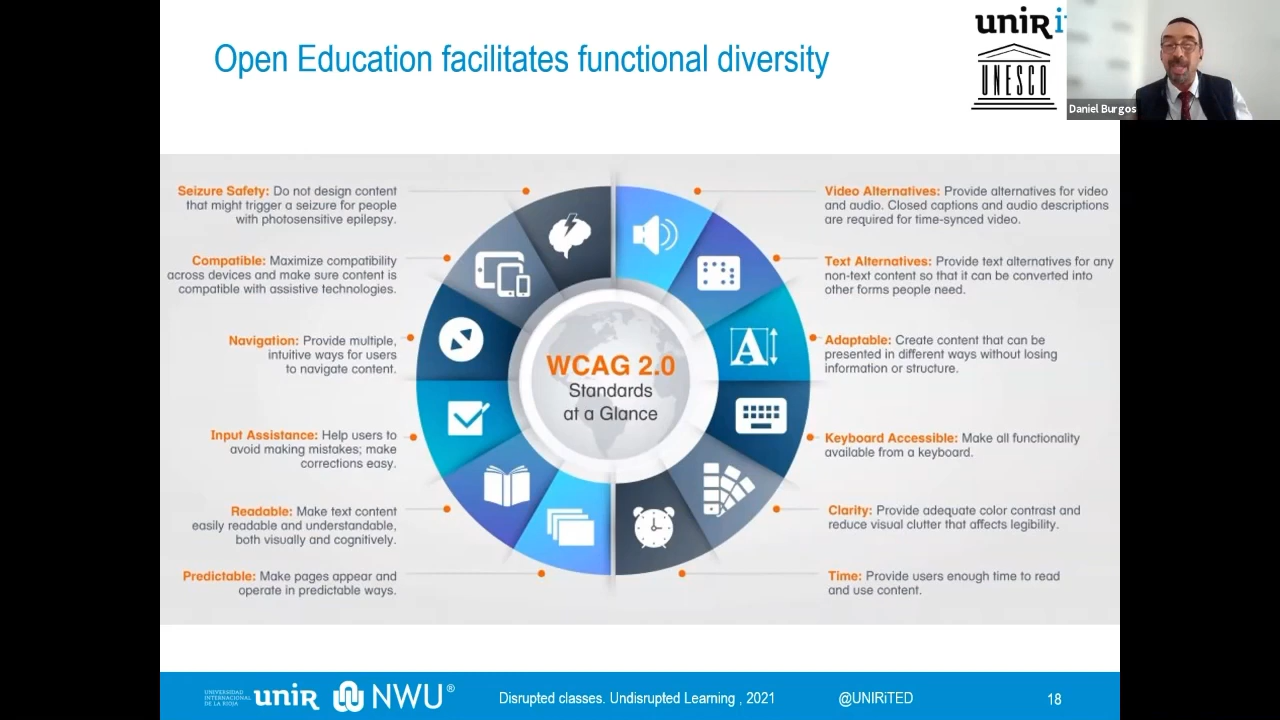 Open Education facilitates functional diversity
unirit
UNESCO
Daniel Burgos
Seizure Safety: Do not design content
that might trigger a seizure for people
with photosensitive epilepsy.
Compatible: Maximize compatibility
across devices and make sure content is
compatible with assistive technologies.
Navigation: Provide multiple,
intuitive ways for users
to navigate content.
Input Assistance: Help users to
avoid making mistakes; make
corrections easy.
Readable: Make text content
easily readable and understandable,
both visually and cognitively.
Predictable: Make pages appear and
operate in predictable ways.
WCAG 2.0
Standards
at a Glance
A
Video Alternatives: Provide alternatives for video
and audio. Closed captions and audio descriptions
are required for time-synced video.
Text Alternatives: Provide text alternatives for any
non-text content so that it can be converted into
other forms people need.
Adaptable: Create content that can be
presented in different ways without losing
information or structure.
Keyboard Accessible: Make all functionality
available from a keyboard.
Clarity: Provide adequate color contrast and
reduce visual clutter that affects legibility.
Time: Provide users enough time to read
and use content.
UNIVERSIDAD
INTERNACIONAL
DE LA RIOJA
unir
NWU®
Disrupted classes. Undisrupted Learning , 2021
@UNIRiTED
18